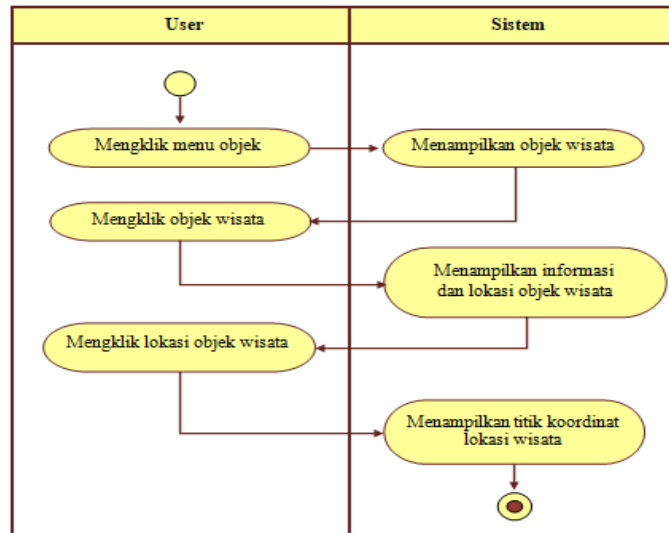 User
Sistem
Mengklik menu objek
Menampilkan objek wisata
Mengklik objek wisata
Menampilkan informasi
dan lokasi objek wisata
Mengklik lokasi objek wisata
Menampilkan titik koordinat
lokasi wisata